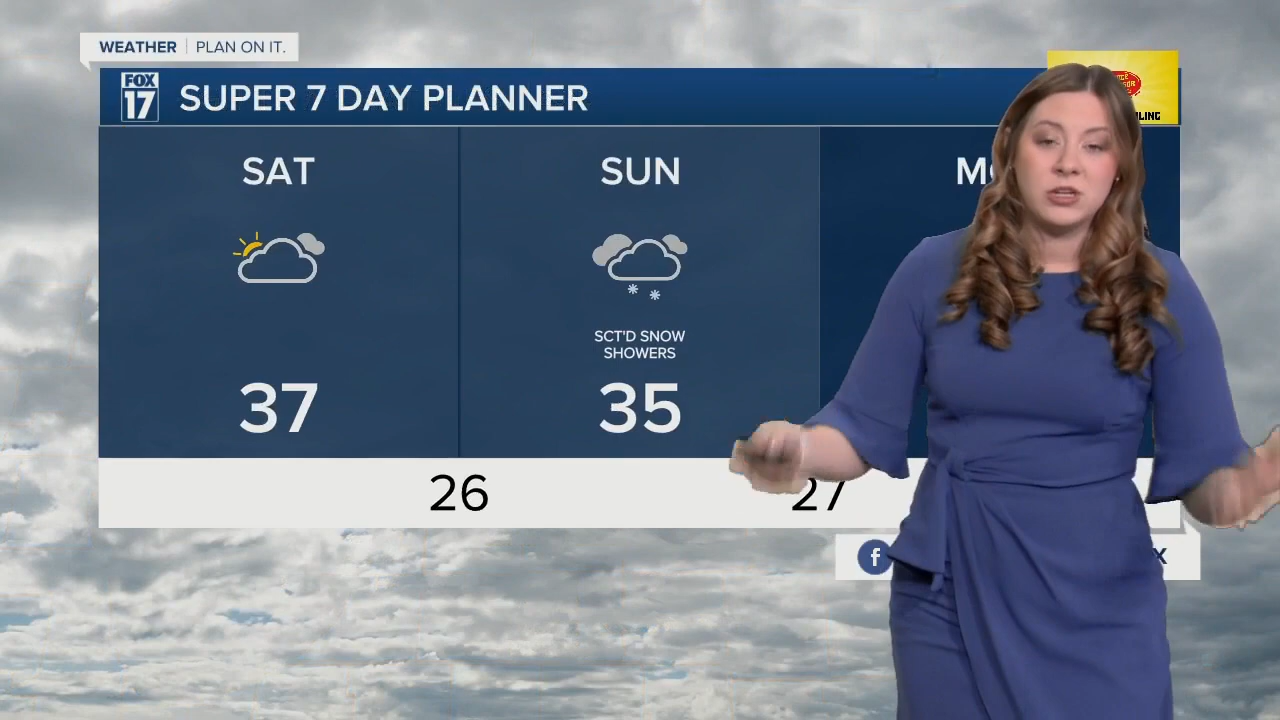 WEATHER PLAN ON IT.
FOX
17
SUPER 7 DAY PLANNER
SAT
SUN
SCT'D SNOW
SHOWERS
37
35
26
27
f
X